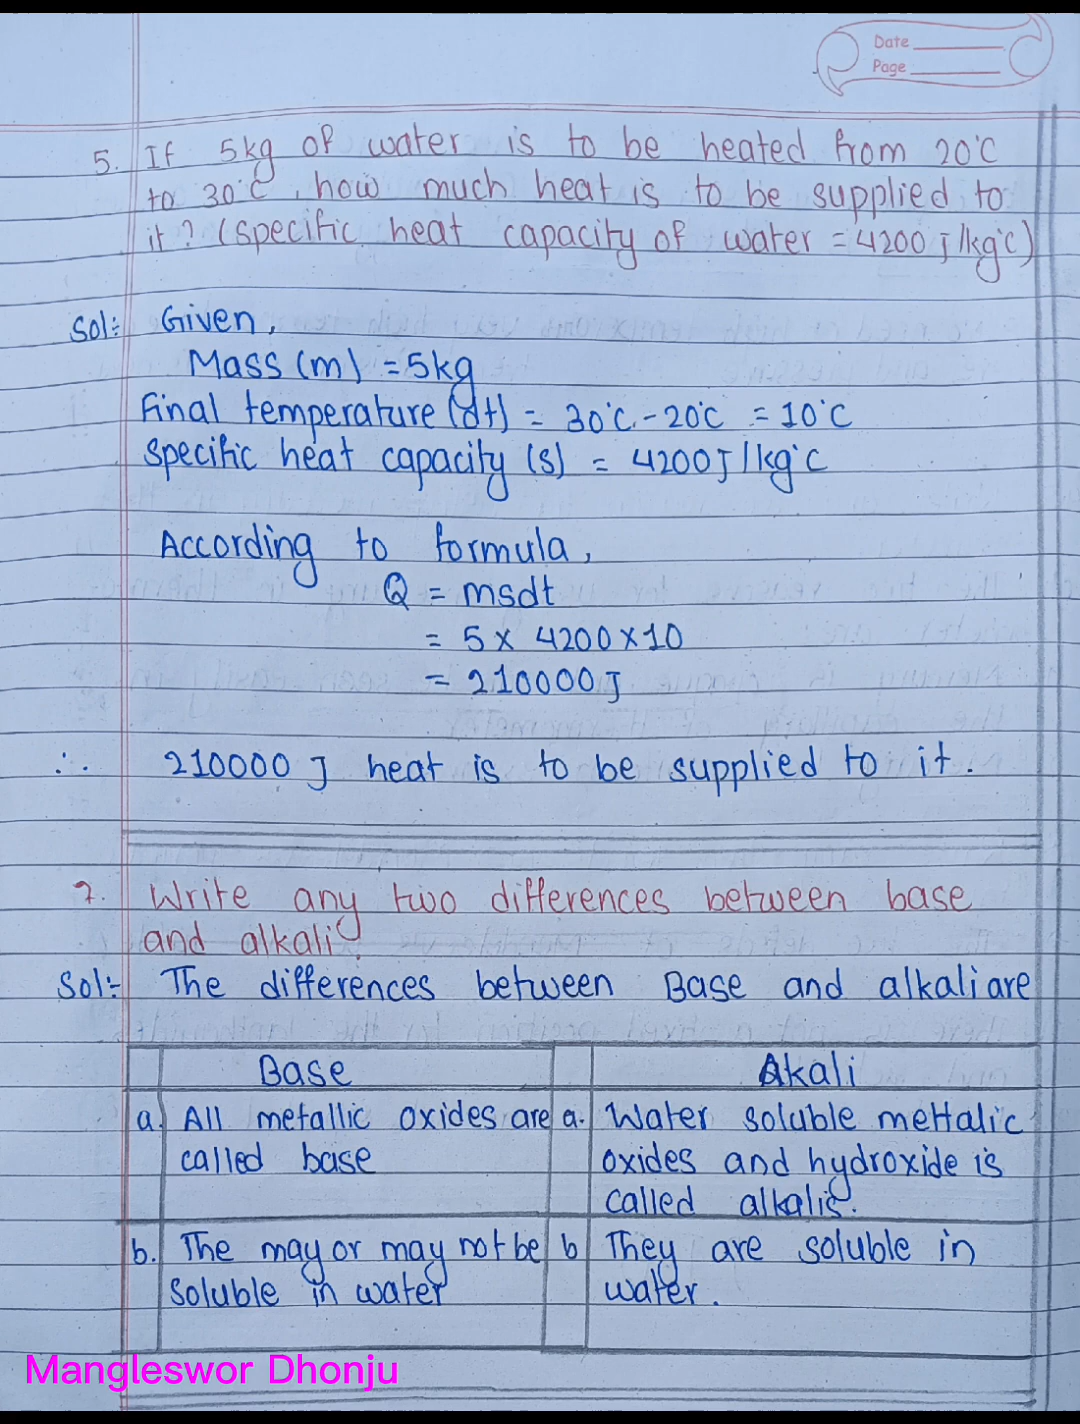 Date
Page
5. If 5kg of water is to be heated from 20°C
to 30°C, how much heat is to be supplied to
it? (specific heat capacity of water = 4200 J/kg°C)
Sol:- Given,
Mass (m) = 5kg
Final temperature (dt) = 30°C - 20°C = 10°C
Specific heat capacity (s) = 4200J/kg°C
According to formula,
Q = msdt
= 5 x 4200 x 10
= 210000J
∴ 210000 J heat is to be supplied to it.
7. Write any two differences between base
and alkali?
Sol:- The differences between Base and alkali are
Base Akali
a. All metallic oxides are a. Water soluble mettalic
called base oxides and hydroxide is
called alkalis.
b. The may or may not be b They are soluble in
soluble in water water.
Mangleswor Dhonju